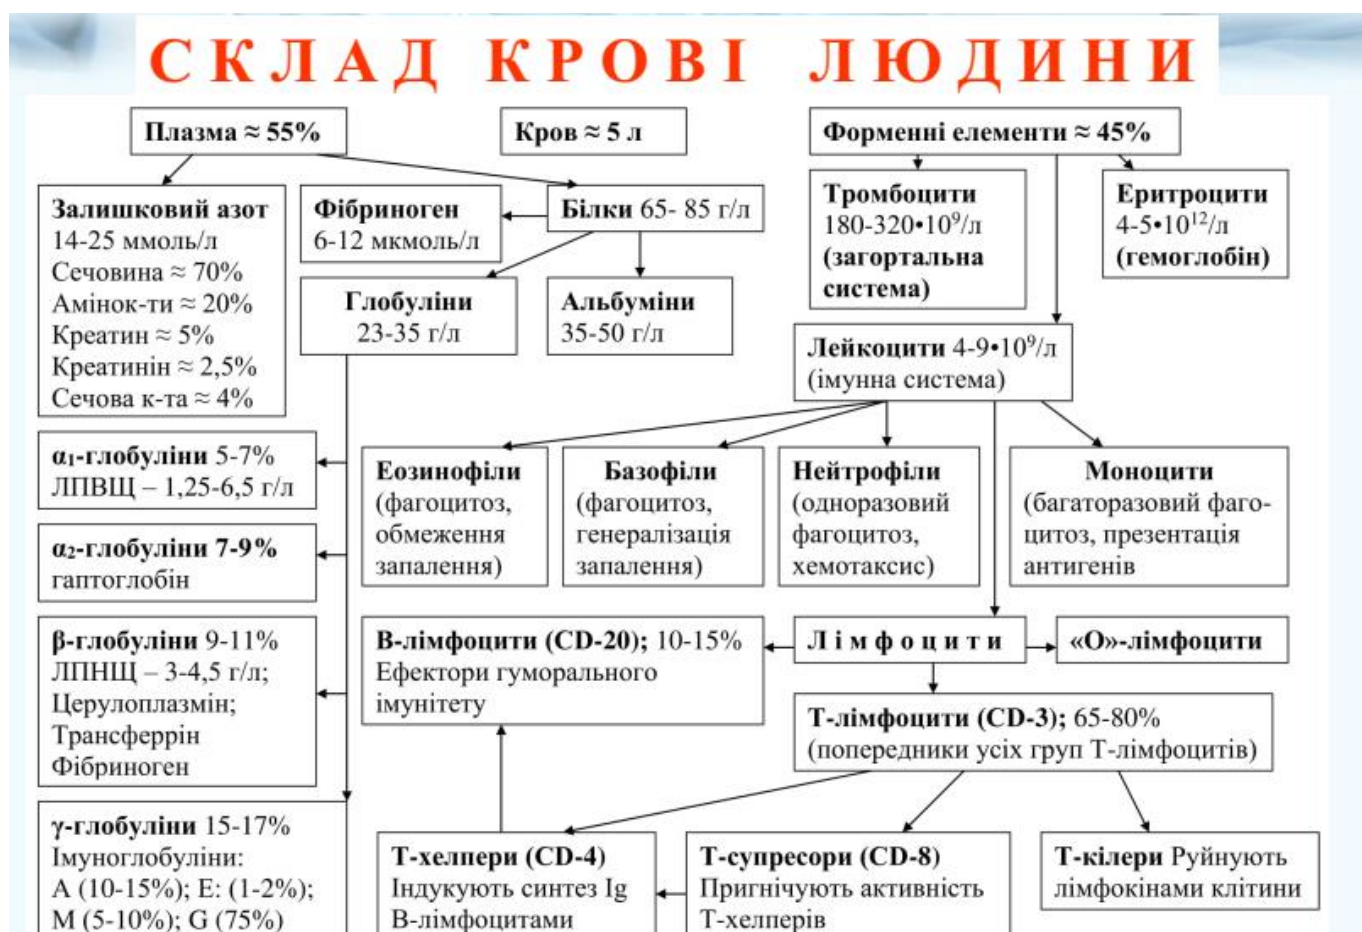 СКЛАД КРОВІ ЛЮДИНИ
Плазма ≈ 55%
Кров ≈ 5 л
Форменні елементи ≈ 45%
Залишковий азот
14-25 ммоль/л
Сечовина ≈ 70%
Амінок-ти ≈ 20%
Креатин ≈ 5%
Креатинін ≈ 2,5%
Сечова к-та ≈ 4%
Фібриноген
6-12 мкмоль/л
Білки 65- 85 г/л
Глобуліни
23-35 г/л
Альбуміни
35-50 г/л
Тромбоцити
180-320•10⁹/л
(загортальна
система)
Еритроцити
4-5•10¹²/л
(гемоглобін)
Лейкоцити 4-9•10⁹/л
(імунна система)
α₁-глобуліни 5-7%
ЛПВЩ – 1,25-6,5 г/л
α₂-глобуліни 7-9%
гаптоглобін
β-глобуліни 9-11%
ЛПНЩ – 3-4,5 г/л;
Церулоплазмін;
Трансферрін
Фібриноген
γ-глобуліни 15-17%
Імуноглобуліни:
А (10-15%); Е: (1-2%);
М (5-10%); G (75%)
Еозинофіли
(фагоцитоз,
обмеження
запалення)
Базофіли
(фагоцитоз,
генералізація
запалення)
Нейтрофіли
(одноразовий
фагоцитоз,
хемотаксис)
Моноцити
(багаторазовий фаго-
цитоз, презентація
антигенів
В-лімфоцити (CD-20); 10-15%
Ефектори гуморального
імунітету
Лімфоцити
«О»-лімфоцити
Т-лімфоцити (CD-3); 65-80%
(попередники усіх груп Т-лімфоцитів)
Т-хелпери (CD-4)
Індукують синтез Ig
В-лімфоцитами
Т-супресори (CD-8)
Пригнічують активність
Т-хелперів
Т-кілери Руйнують
лімфокінами клітини